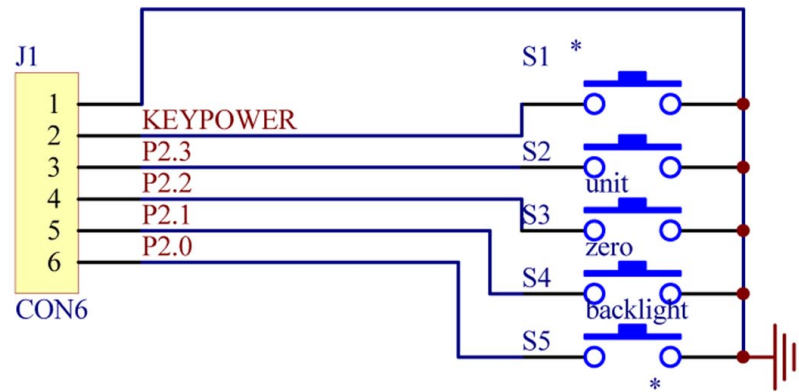 J1
S1 *
1
KEYPOWER
2
P2.3
S2
3
unit
P2.2
4
S3
P2.1
5
zero
P2.0
6
S4
backlight
CON6
S5
*